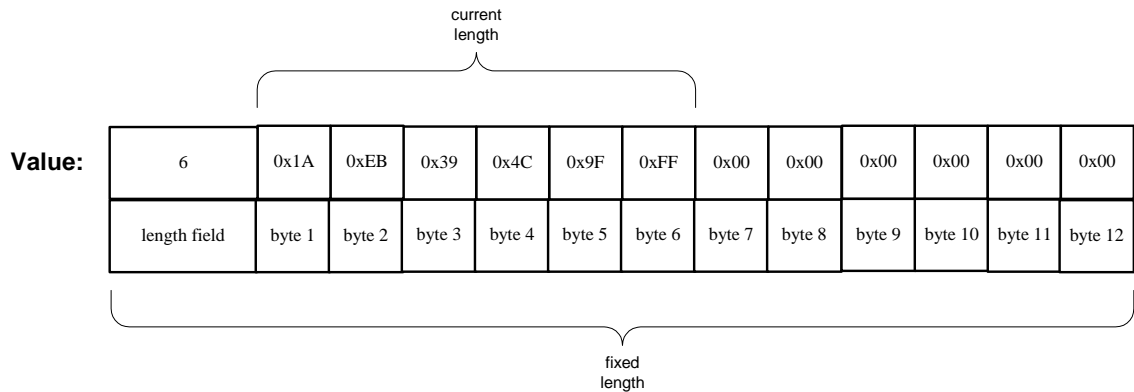 current
length
Value:
6 0x1A 0xEB 0x39 0x4C 0x9F 0xFF 0x00 0x00 0x00 0x00 0x00 0x00
length field byte 1 byte 2 byte 3 byte 4 byte 5 byte 6 byte 7 byte 8 byte 9 byte 10 byte 11 byte 12
fixed
length